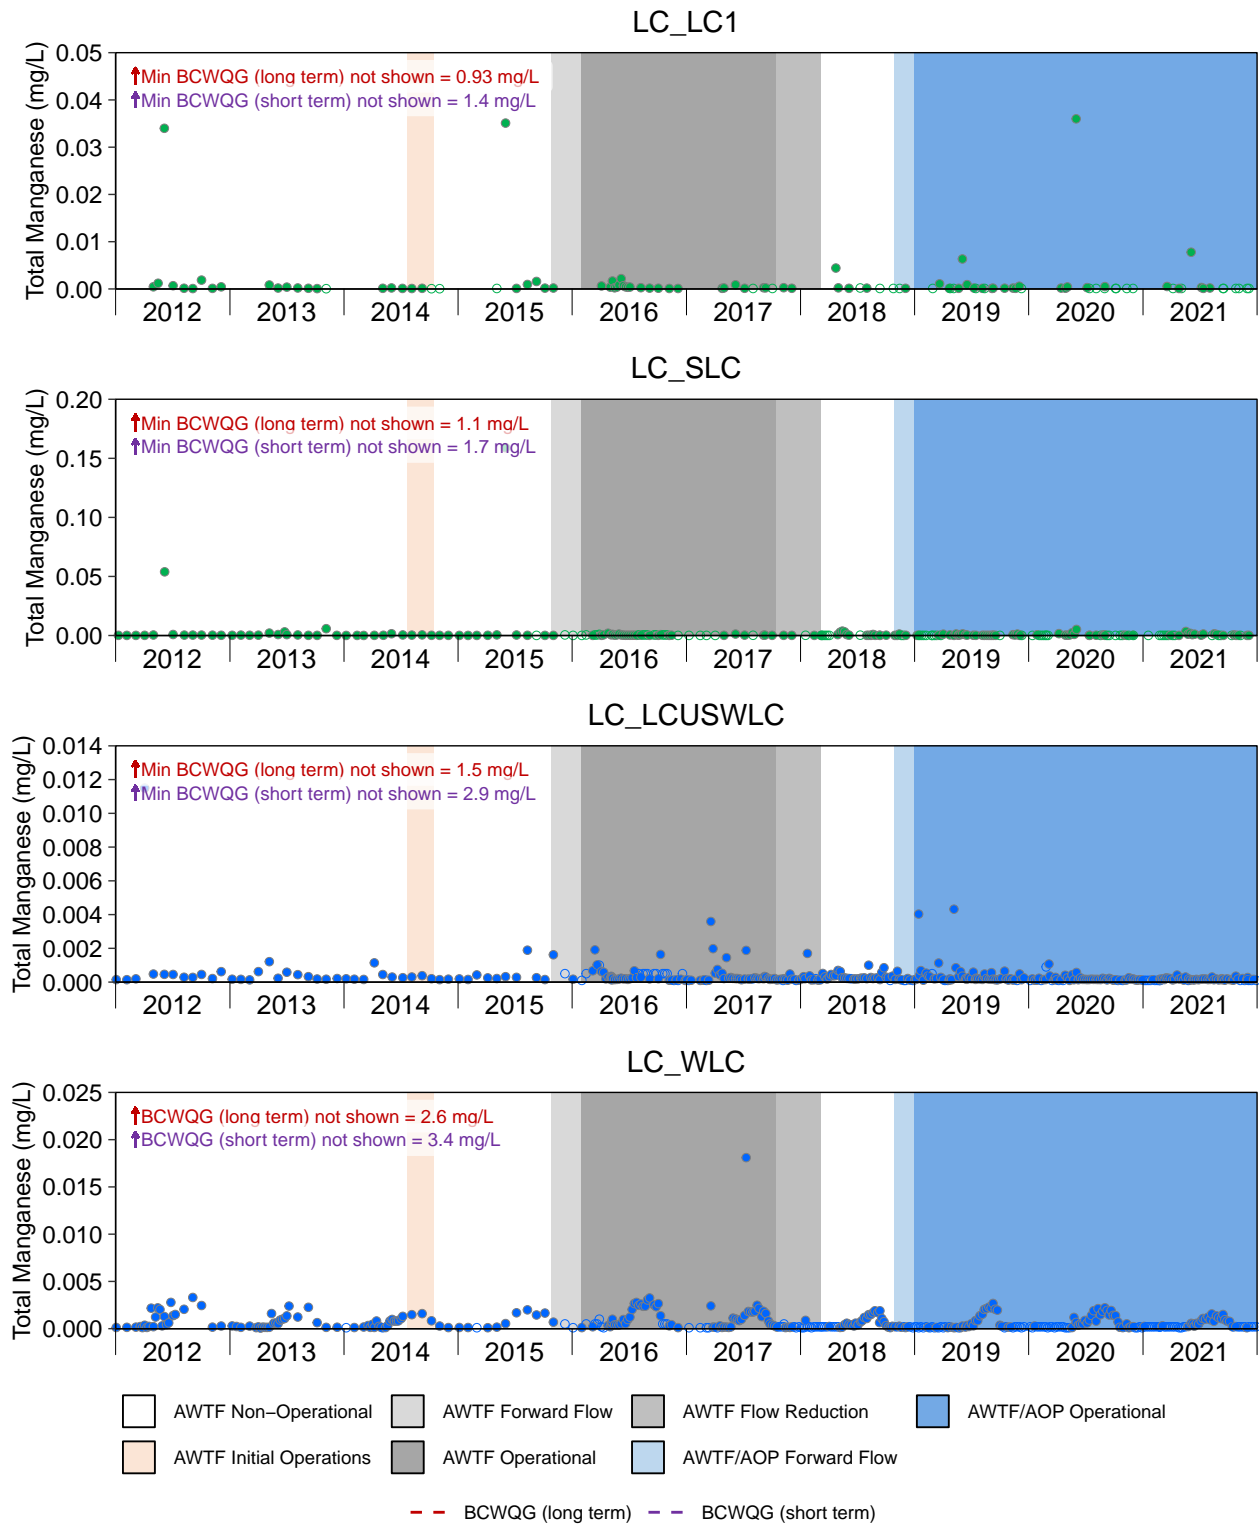 LC_LC1
Total Manganese (mg/L)
0.05
0.04
0.03
0.02
0.01
0.00
Min BCWQG (long term) not shown = 0.93 mg/L
Min BCWQG (short term) not shown = 1.4 mg/L
2012 2013 2014 2015 2016 2017 2018 2019 2020 2021
LC_SLC
Total Manganese (mg/L)
0.20
0.15
0.10
0.05
0.00
Min BCWQG (long term) not shown = 1.1 mg/L
Min BCWQG (short term) not shown = 1.7 mg/L
2012 2013 2014 2015 2016 2017 2018 2019 2020 2021
LC_LCUSWLC
Total Manganese (mg/L)
0.014
0.012
0.010
0.008
0.006
0.004
0.002
0.000
Min BCWQG (long term) not shown = 1.5 mg/L
Min BCWQG (short term) not shown = 2.9 mg/L
2012 2013 2014 2015 2016 2017 2018 2019 2020 2021
LC_WLC
Total Manganese (mg/L)
0.025
0.020
0.015
0.010
0.005
0.000
BCWQG (long term) not shown = 2.6 mg/L
BCWQG (short term) not shown = 3.4 mg/L
2012 2013 2014 2015 2016 2017 2018 2019 2020 2021
AWTF Non−Operational AWTF Forward Flow AWTF Flow Reduction AWTF/AOP Operational
AWTF Initial Operations AWTF Operational AWTF/AOP Forward Flow
BCWQG (long term) BCWQG (short term)